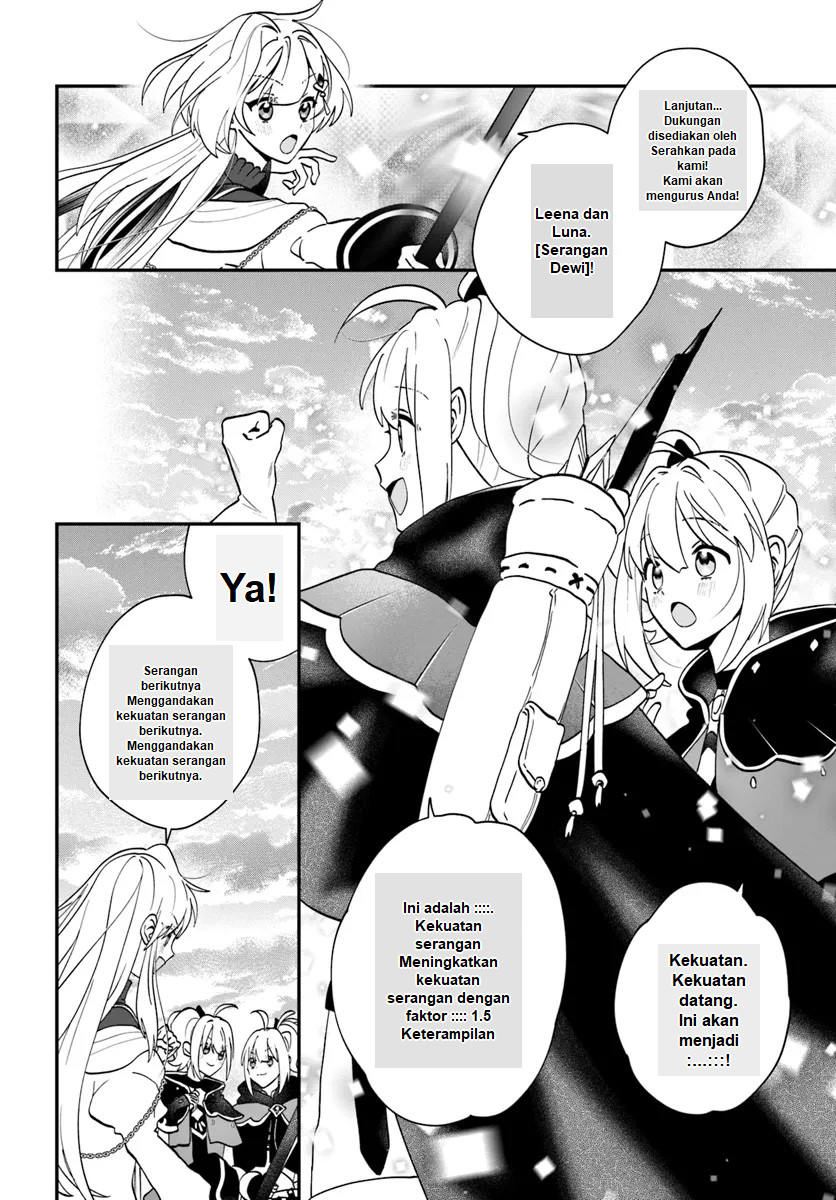 Lanjutan...
Dukungan
disediakan oleh
Serahkan pada
kami!
Kami akan
mengurus Anda!
Leena dan
Luna.
[Serangan
Dewi]!
Kekuatan.
Kekuatan
datang.
Ini akan
menjadi
:...:::!
Ini adalah ::::.
Kekuatan
serangan
Meningkatkan
kekuatan
serangan dengan
faktor :::: 1.5
Keterampilan
Ya!
Serangan
berikutnya
Menggandakan
kekuatan serangan
berikutnya.
Menggandakan
kekuatan serangan
berikutnya.